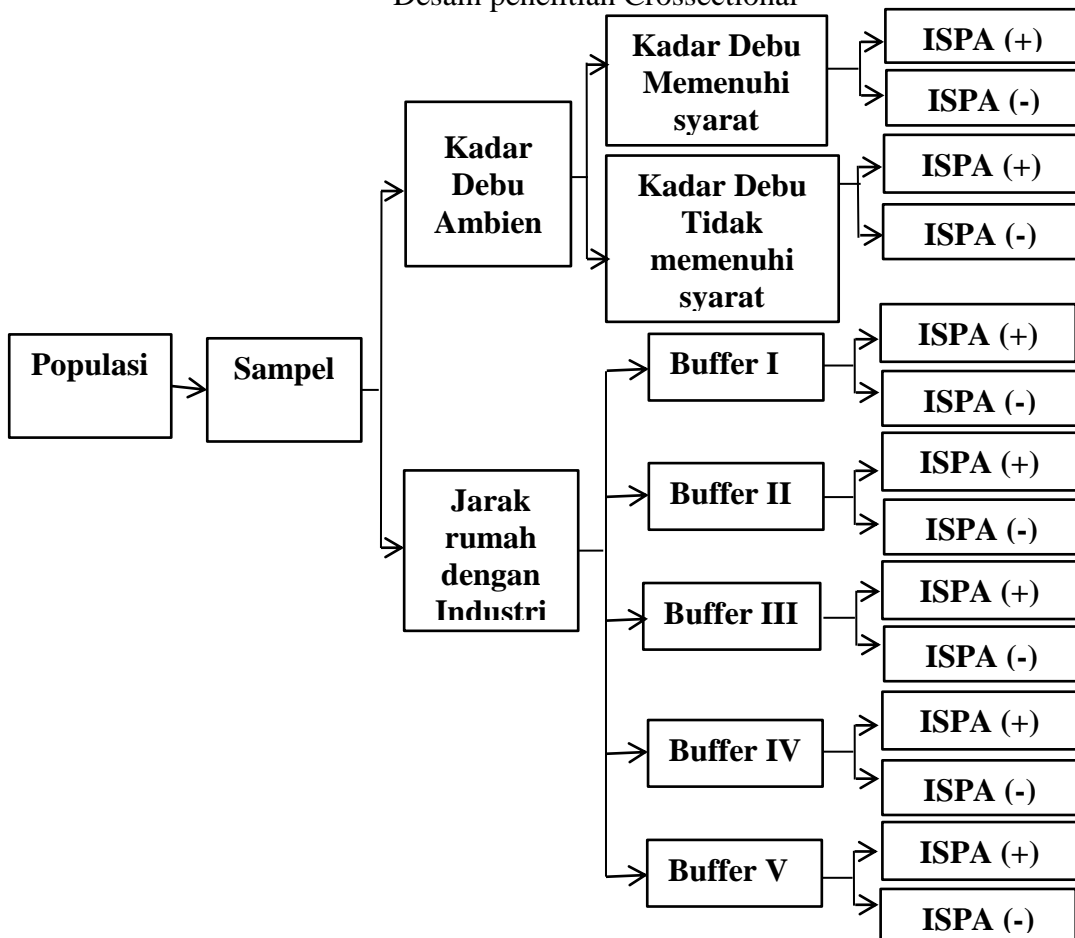 Desain penelitian Crossectional
Kadar Debu
Memenuhi
syarat
ISPA (+)
ISPA (-)
Kadar
Debu
Ambien
Kadar Debu
Tidak
memenuhi
syarat
ISPA (+)
ISPA (-)
Populasi
Sampel
Buffer I
ISPA (+)
ISPA (-)
Jarak
rumah
dengan
Industri
Buffer II
ISPA (+)
ISPA (-)
Buffer III
ISPA (+)
ISPA (-)
Buffer IV
ISPA (+)
ISPA (-)
Buffer V
ISPA (+)
ISPA (-)